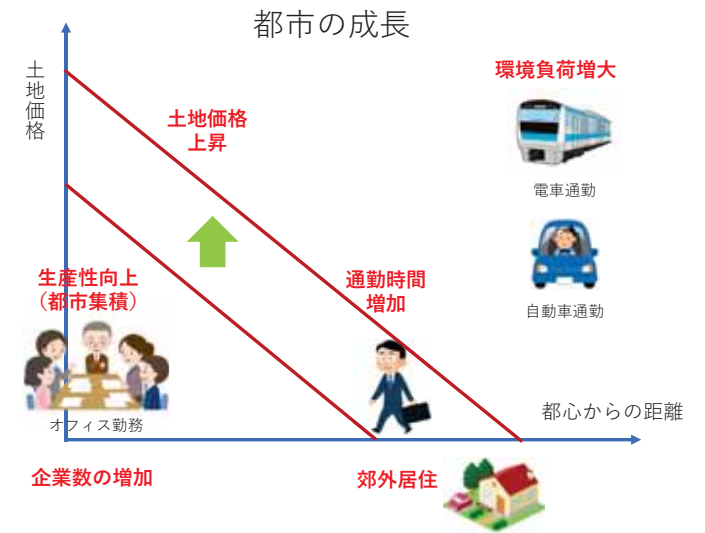 都市の成長
土地価格
環境負荷増大
土地価格
上昇
電車通勤
生産性向上
（都市集積）
通勤時間
増加
自動車通勤
都心からの距離
オフィス勤務
企業数の増加
郊外居住